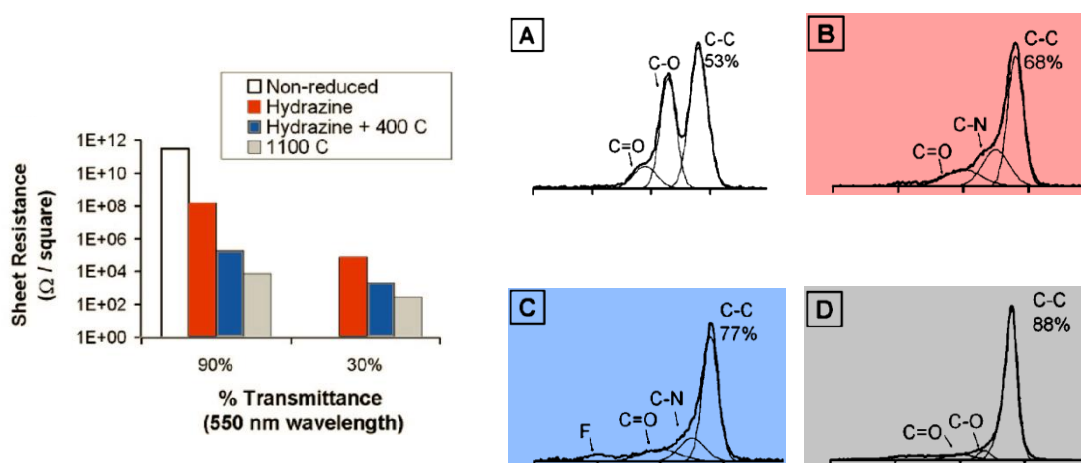 Non-reduced
Hydrazine
Hydrazine + 400 C
1100 C
1E+12
1E+10
1E+08
1E+06
1E+04
1E+02
1E+00
Sheet Resistance
(Ω / square)
90%
30%
% Transmittance
(550 nm wavelength)
A
C-C
53%
C-O
C=O
B
C-C
68%
C-N
C=O
C
C-C
77%
C-N
C=O
F
D
C-C
88%
C-O
C=O